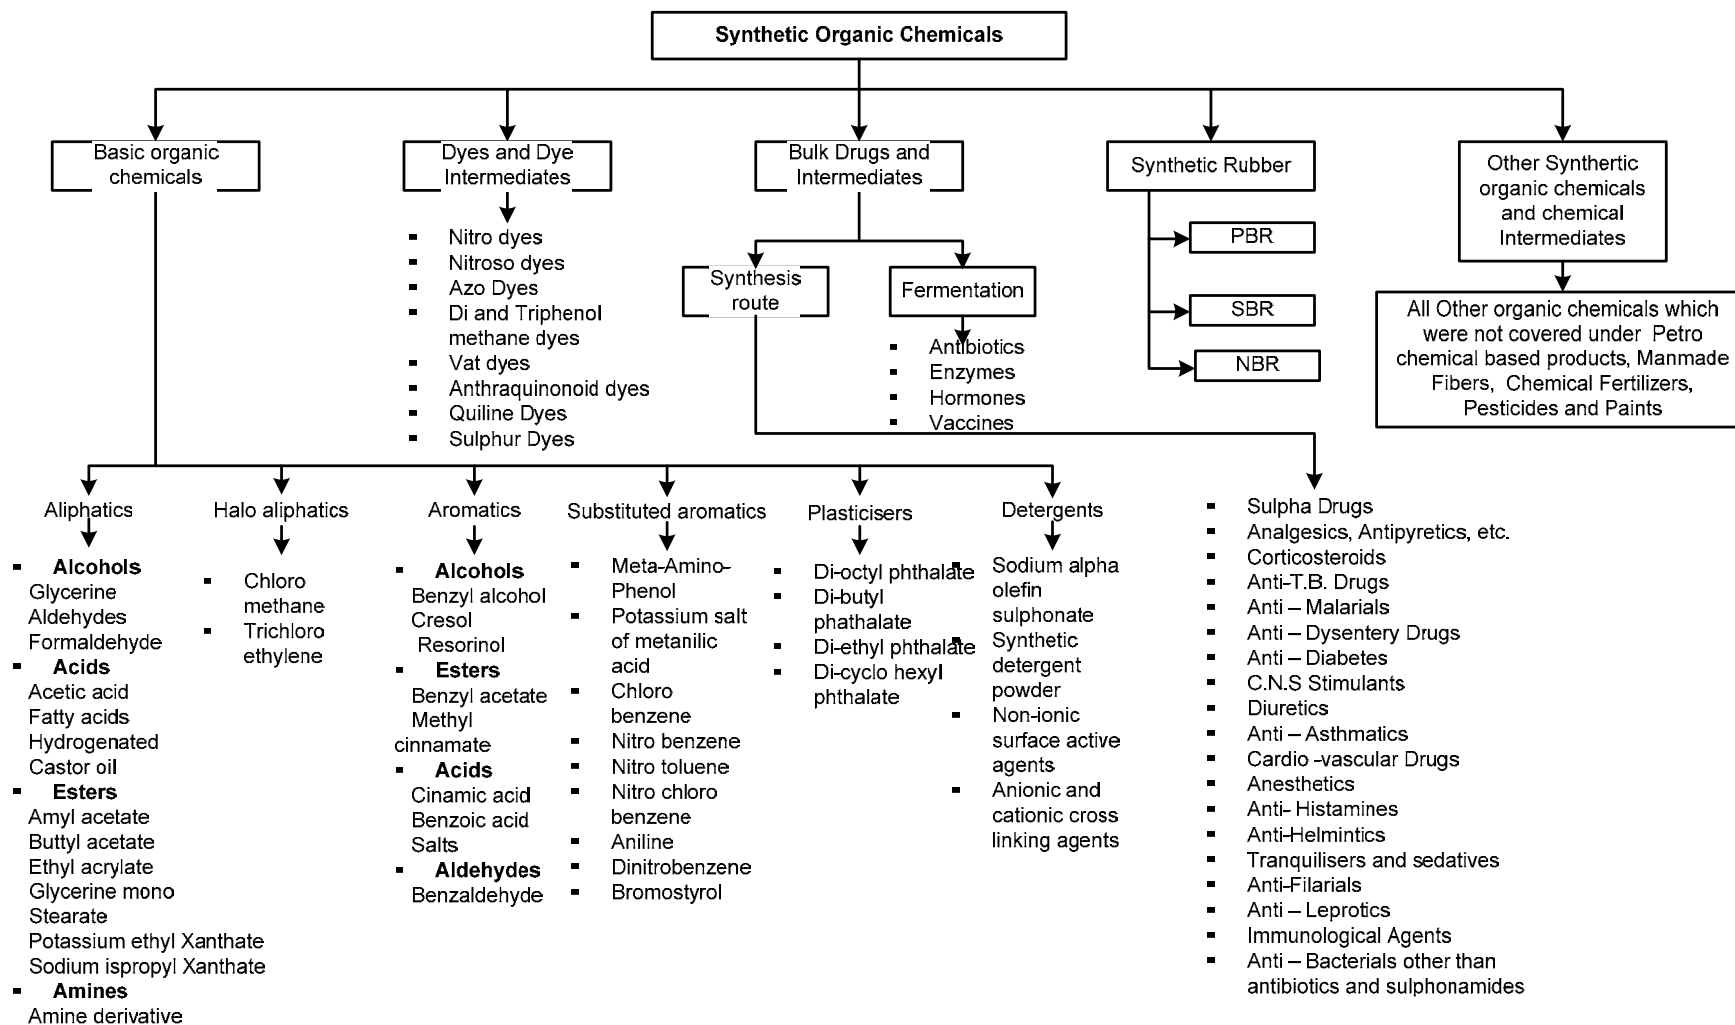 Synthetic Organic Chemicals
Basic organic
chemicals
Dyes and Dye
Intermediates
Bulk Drugs and
Intermediates
Synthetic Rubber
Other Synthertic
organic chemicals
and chemical
Intermediates
▪ Nitro dyes
▪ Nitroso dyes
▪ Azo Dyes
▪ Di and Triphenol
methane dyes
▪ Vat dyes
▪ Anthraquinonoid dyes
▪ Quiline Dyes
▪ Sulphur Dyes
Synthesis
route
Fermentation
▪ Antibiotics
▪ Enzymes
▪ Hormones
▪ Vaccines
PBR
SBR
NBR
All Other organic chemicals which
were not covered under Petro
chemical based products, Manmade
Fibers, Chemical Fertilizers,
Pesticides and Paints
Aliphatics
▪ Alcohols
Glycerine
Aldehydes
Formaldehyde
▪ Acids
Acetic acid
Fatty acids
Hydrogenated
Castor oil
▪ Esters
Amyl acetate
Buttyl acetate
Ethyl acrylate
Glycerine mono
Stearate
Potassium ethyl Xanthate
Sodium ispropyl Xanthate
▪ Amines
Amine derivative
Halo aliphatics
▪ Chloro
methane
▪ Trichloro
ethylene
Aromatics
▪ Alcohols
Benzyl alcohol
Cresol
Resorinol
▪ Esters
Benzyl acetate
Methyl
cinnamate
▪ Acids
Cinamic acid
Benzoic acid
Salts
▪ Aldehydes
Benzaldehyde
Substituted aromatics
▪ Meta-Amino-
Phenol
▪ Potassium salt
of metanilic
acid
▪ Chloro
benzene
▪ Nitro benzene
▪ Nitro toluene
▪ Nitro chloro
benzene
▪ Aniline
▪ Dinitrobenzene
▪ Bromostyrol
Plasticisers
▪ Di-octyl phthalate
▪ Di-butyl
phathalate
▪ Di-ethyl phthalate
▪ Di-cyclo hexyl
phthalate
Detergents
▪ Sodium alpha
olefin
sulphonate
▪ Synthetic
detergent
powder
▪ Non-ionic
surface active
agents
▪ Anionic and
cationic cross
linking agents
▪ Sulpha Drugs
▪ Analgesics, Antipyretics, etc.
▪ Corticosteroids
▪ Anti-T.B. Drugs
▪ Anti – Malarials
▪ Anti – Dysentery Drugs
▪ Anti – Diabetes
▪ C.N.S Stimulants
▪ Diuretics
▪ Anti – Asthmatics
▪ Cardio -vascular Drugs
▪ Anesthetics
▪ Anti- Histamines
▪ Anti-Helmintics
▪ Tranquilisers and sedatives
▪ Anti-Filarials
▪ Anti – Leprotics
▪ Immunological Agents
▪ Anti – Bacterials other than
antibiotics and sulphonamides